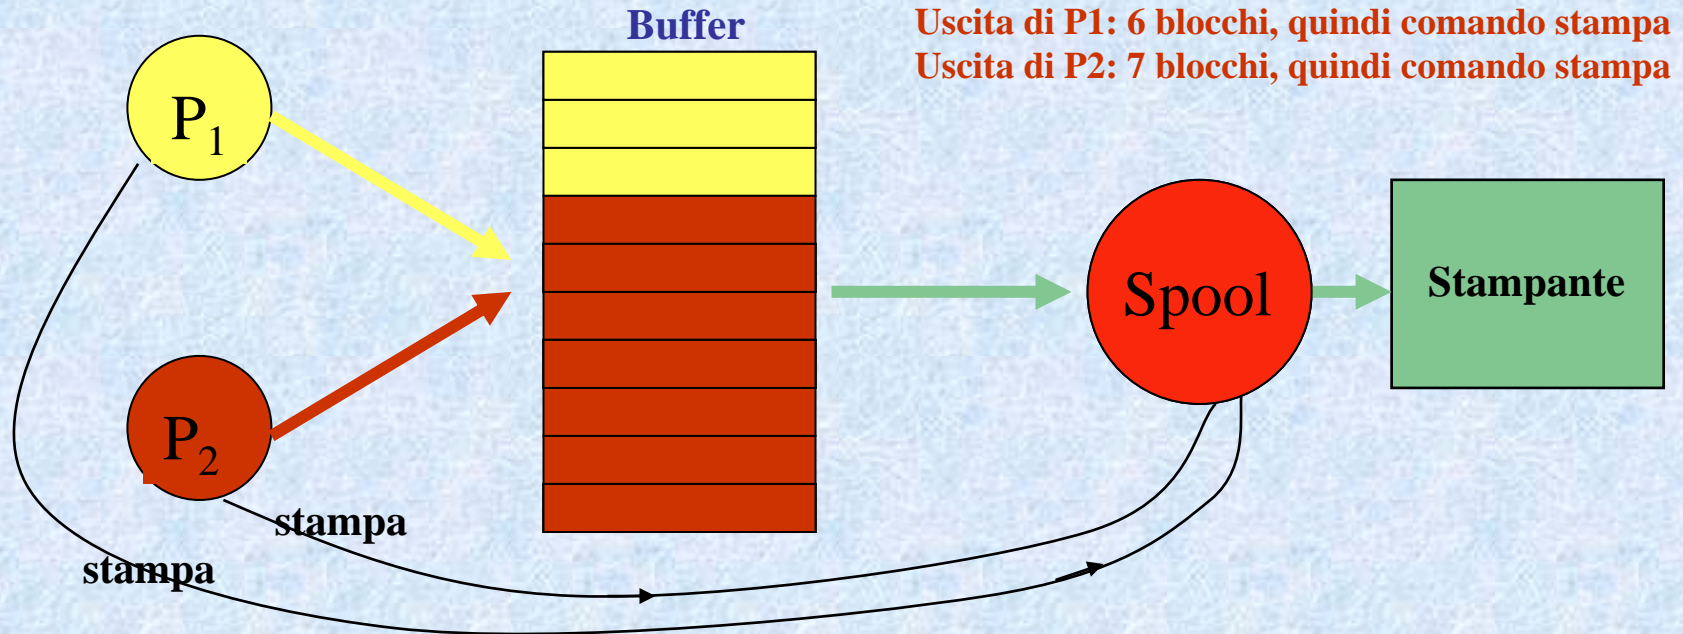 Buffer
Uscita di P1: 6 blocchi, quindi comando stampa
Uscita di P2: 7 blocchi, quindi comando stampa
P1
Spool
Stampante
P2
stampa
stampa